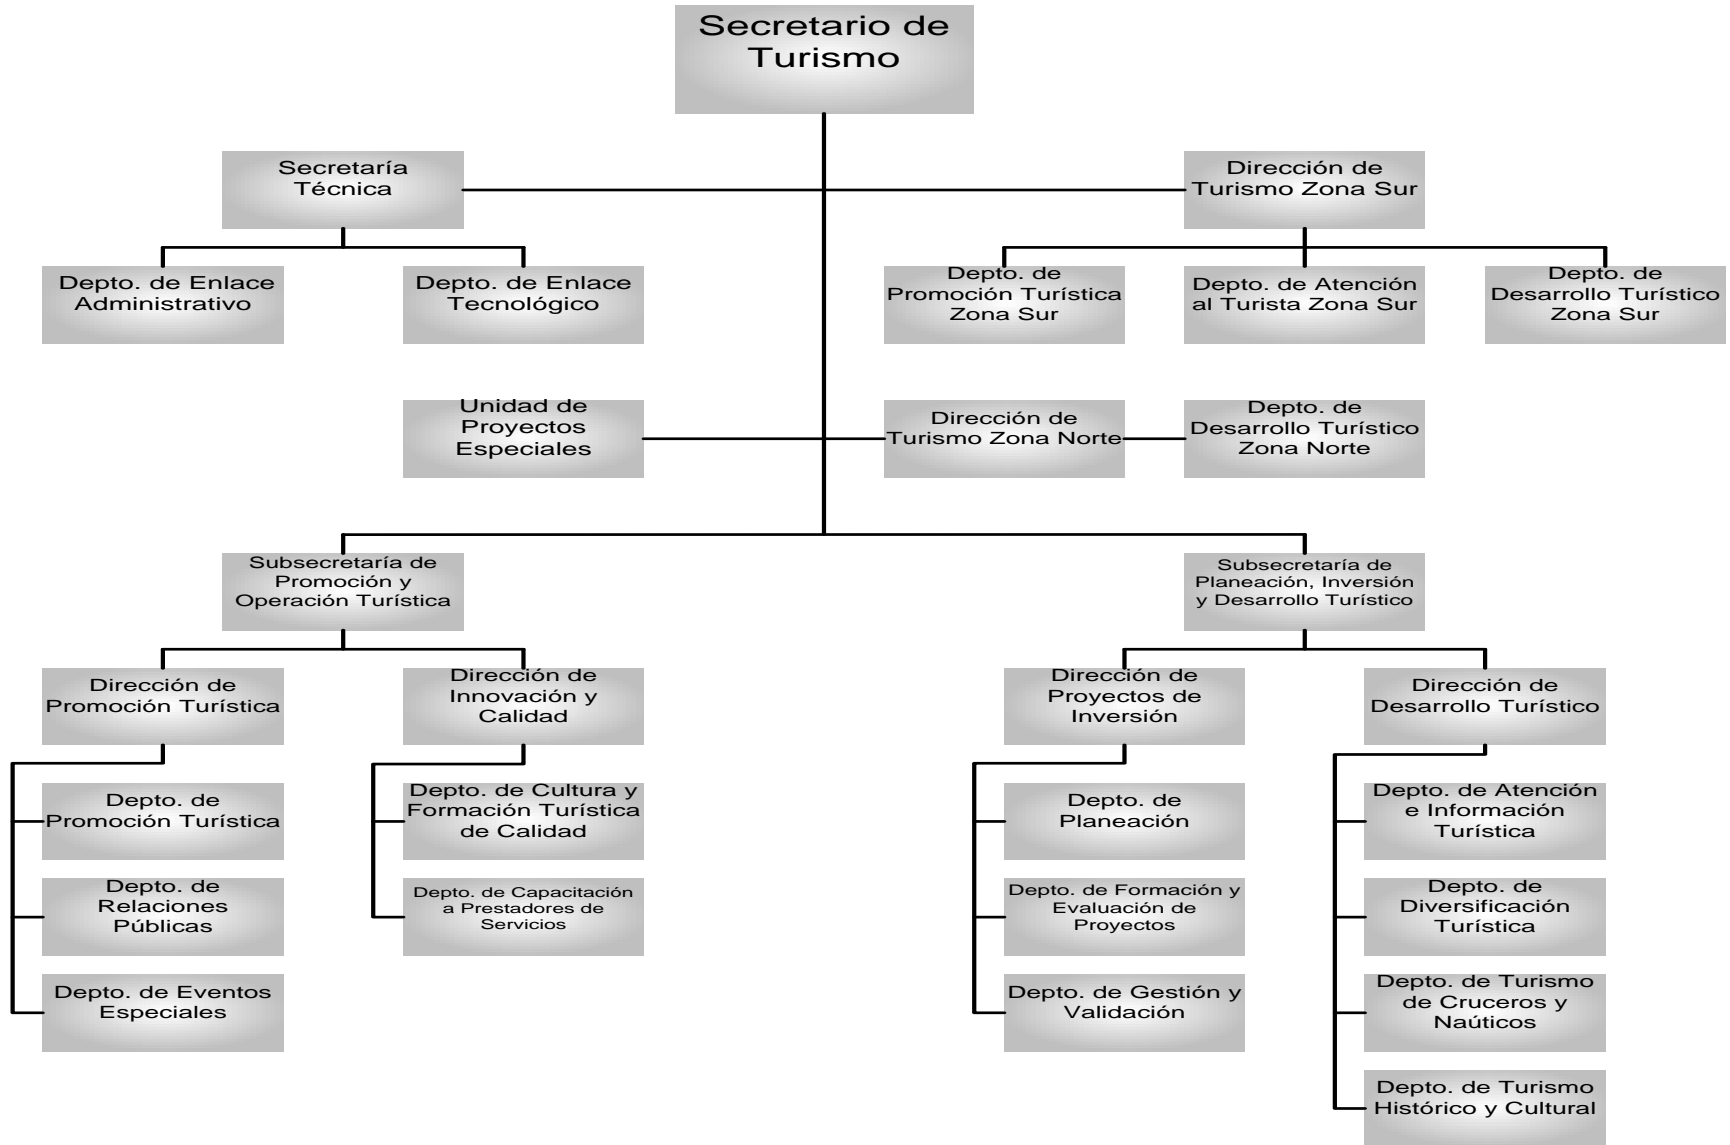 Secretario de
Turismo
Secretaría
Técnica
Dirección de
Turismo Zona Sur
Depto. de Enlace
Administrativo
Depto. de Enlace
Tecnológico
Depto. de
Promoción Turística
Zona Sur
Depto. de Atención
al Turista Zona Sur
Depto. de
Desarrollo Turístico
Zona Sur
Unidad de
Proyectos
Especiales
Dirección de
Turismo Zona Norte
Depto. de
Desarrollo Turístico
Zona Norte
Subsecretaría de
Promoción y
Operación Turística
Subsecretaría de
Planeación, Inversión
y Desarrollo Turístico
Dirección de
Promoción Turística
Dirección de
Innovación y
Calidad
Dirección de
Proyectos de
Inversión
Dirección de
Desarrollo Turístico
Depto. de
Promoción Turística
Depto. de Cultura y
Formación Turística
de Calidad
Depto. de
Planeación
Depto. de Atención
e Información
Turística
Depto. de
Relaciones
Públicas
Depto. de Capacitación
a Prestadores de
Servicios
Depto. de Formación y
Evaluación de
Proyectos
Depto. de
Diversificación
Turística
Depto. de Eventos
Especiales
Depto. de Gestión y
Validación
Depto. de Turismo
de Cruceros y
Naúticos
Depto. de Turismo
Histórico y Cultural